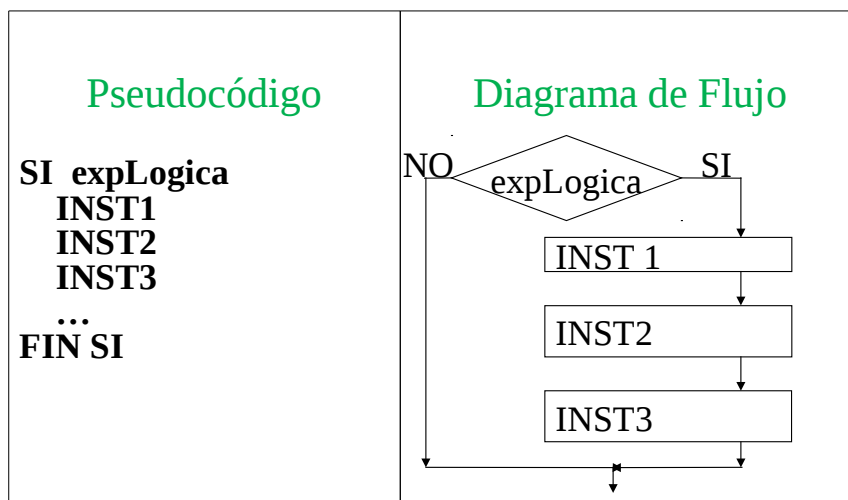 Pseudocódigo
SI expLogica
INST1
INST2
INST3
…
FIN SI
Diagrama de Flujo
NO
expLogica
SI
INST 1
INST2
INST3